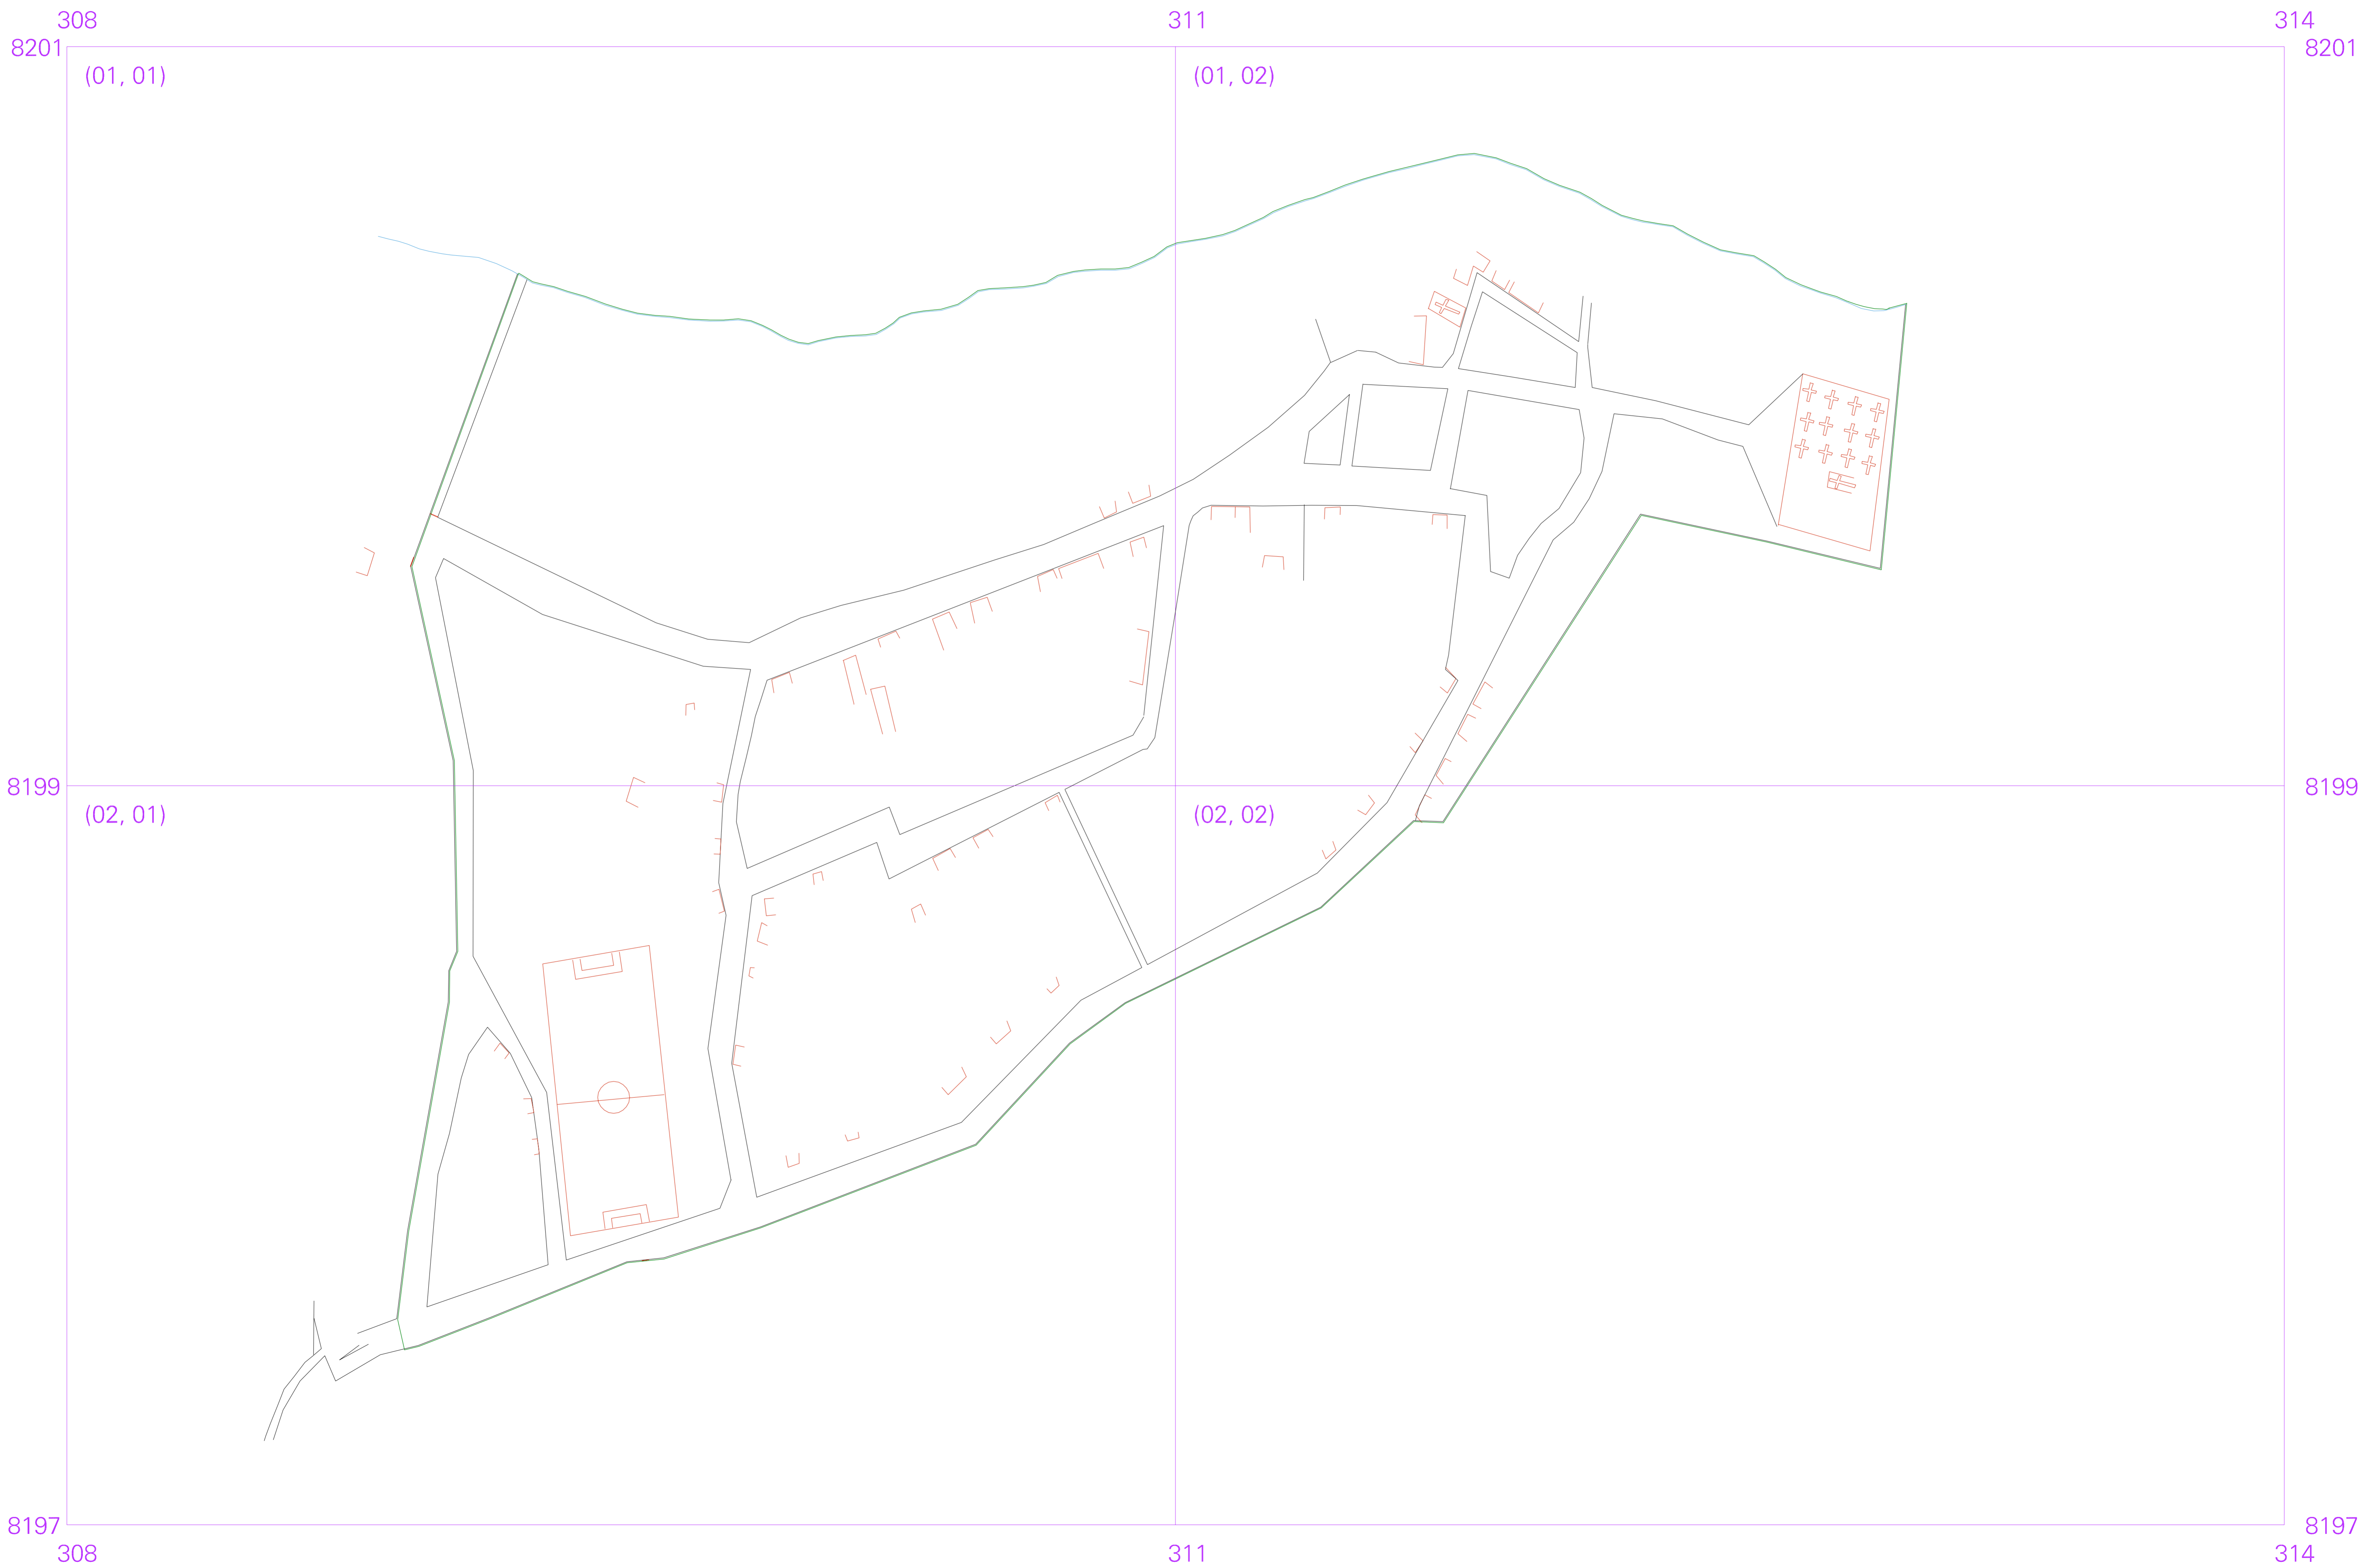 308 311 314
8201 8201
(01, 01) (01, 02)
8199 8199
(02, 01) (02, 02)
8197 8197
308 311 314